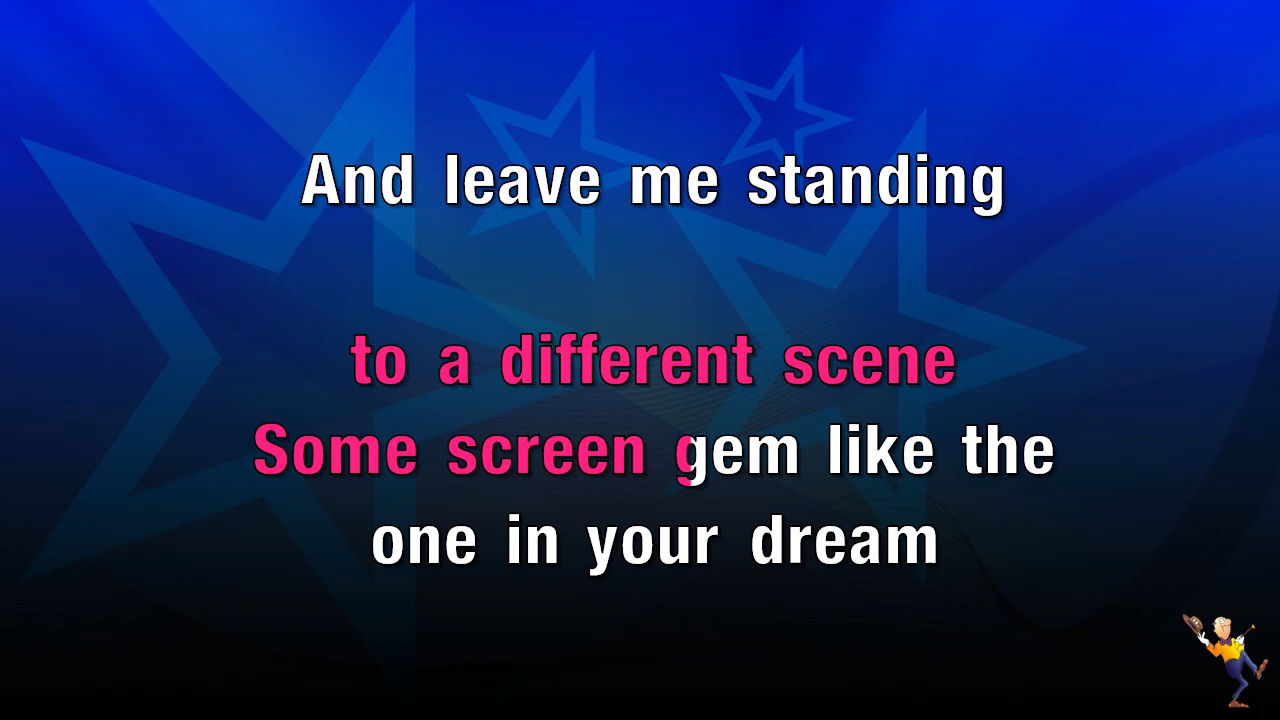 And leave me standing
to a different scene
Some screen gem like the
one in your dream